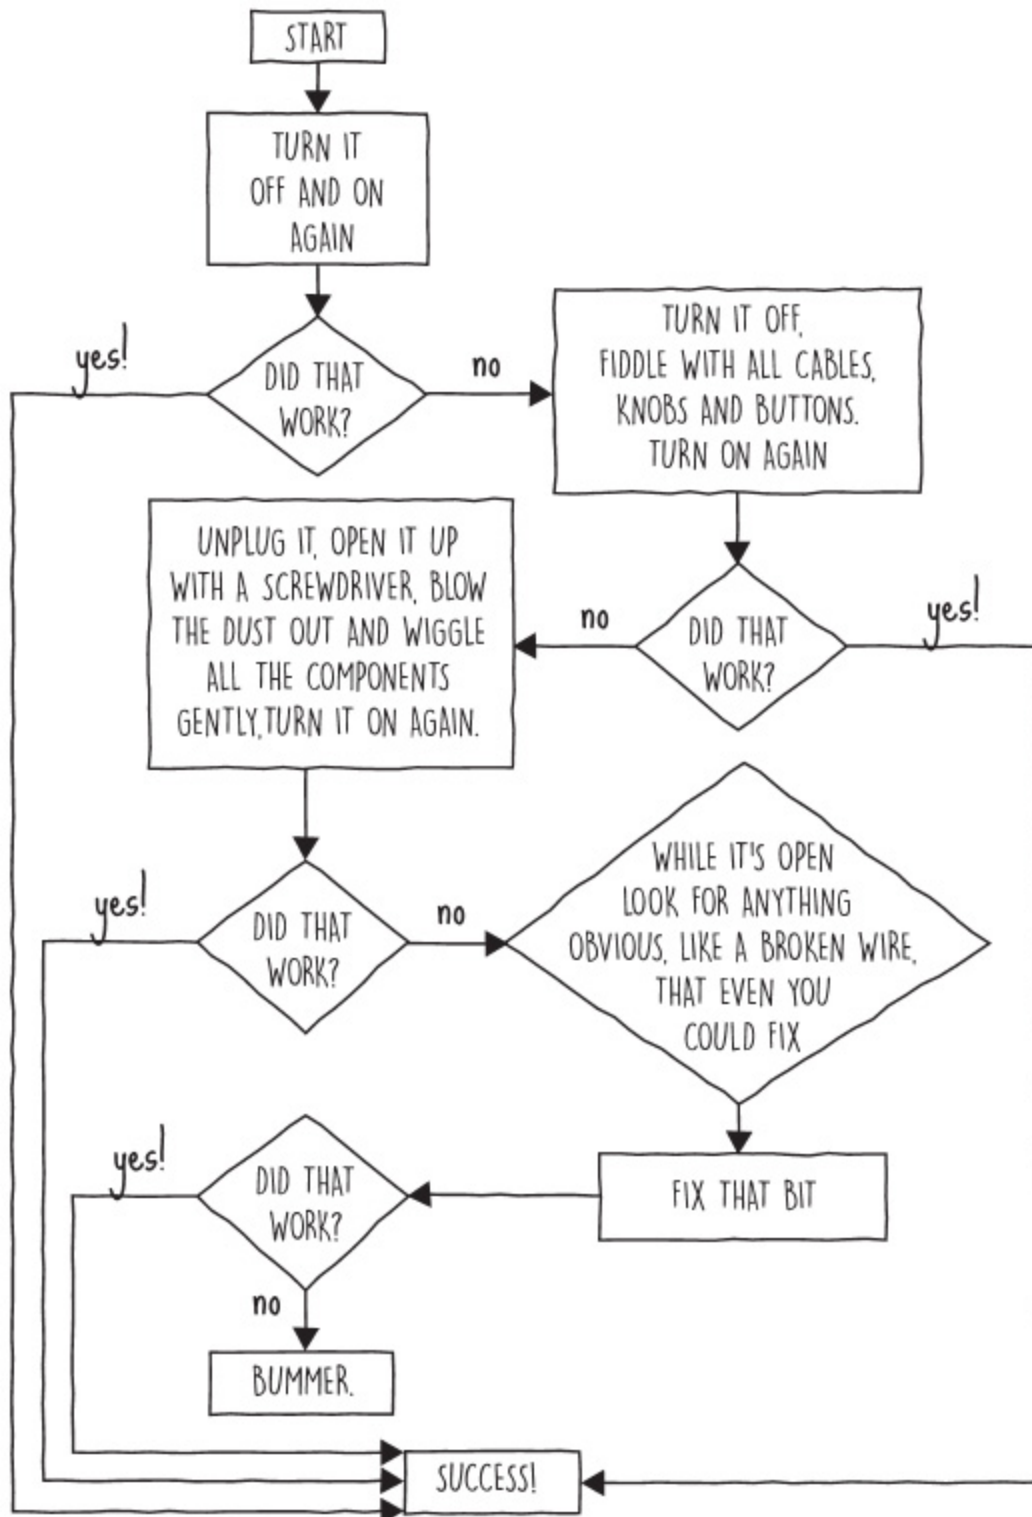 START
TURN IT
OFF AND ON
AGAIN
yes!
DID THAT
WORK?
no
TURN IT OFF,
FIDDLE WITH ALL CABLES,
KNOBS AND BUTTONS.
TURN ON AGAIN
UNPLUG IT, OPEN IT UP
WITH A SCREWDRIVER, BLOW
THE DUST OUT AND WIGGLE
ALL THE COMPONENTS
GENTLY,TURN IT ON AGAIN.
no
DID THAT
WORK?
yes!
yes!
DID THAT
WORK?
no
WHILE IT'S OPEN
LOOK FOR ANYTHING
OBVIOUS, LIKE A BROKEN WIRE,
THAT EVEN YOU
COULD FIX
yes!
DID THAT
WORK?
FIX THAT BIT
no
BUMMER.
SUCCESS!